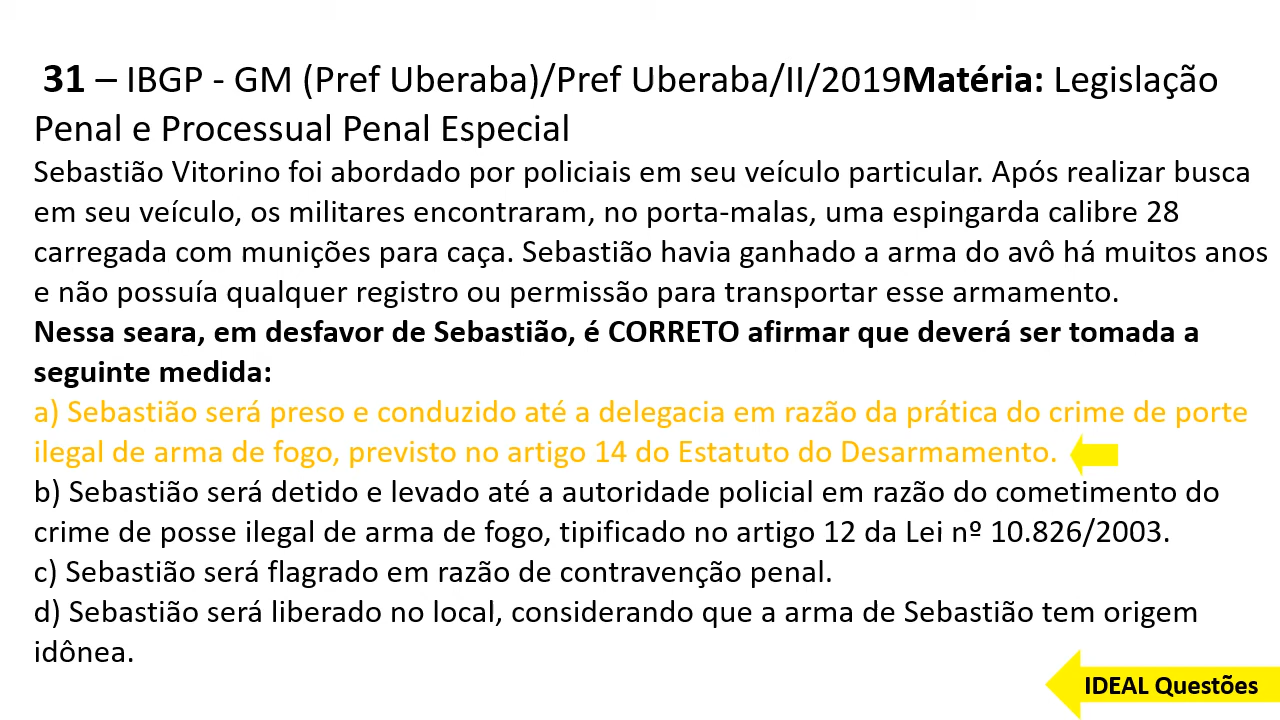 31 – IBGP - GM (Pref Uberaba)/Pref Uberaba/II/2019Matéria: Legislação
Penal e Processual Penal Especial
Sebastião Vitorino foi abordado por policiais em seu veículo particular. Após realizar busca
em seu veículo, os militares encontraram, no porta-malas, uma espingarda calibre 28
carregada com munições para caça. Sebastião havia ganhado a arma do avô há muitos anos
e não possuía qualquer registro ou permissão para transportar esse armamento.
Nessa seara, em desfavor de Sebastião, é CORRETO afirmar que deverá ser tomada a
seguinte medida:
a) Sebastião será preso e conduzido até a delegacia em razão da prática do crime de porte
ilegal de arma de fogo, previsto no artigo 14 do Estatuto do Desarmamento.
b) Sebastião será detido e levado até a autoridade policial em razão do cometimento do
crime de posse ilegal de arma de fogo, tipificado no artigo 12 da Lei nº 10.826/2003.
c) Sebastião será flagrado em razão de contravenção penal.
d) Sebastião será liberado no local, considerando que a arma de Sebastião tem origem
idônea.
IDEAL Questões